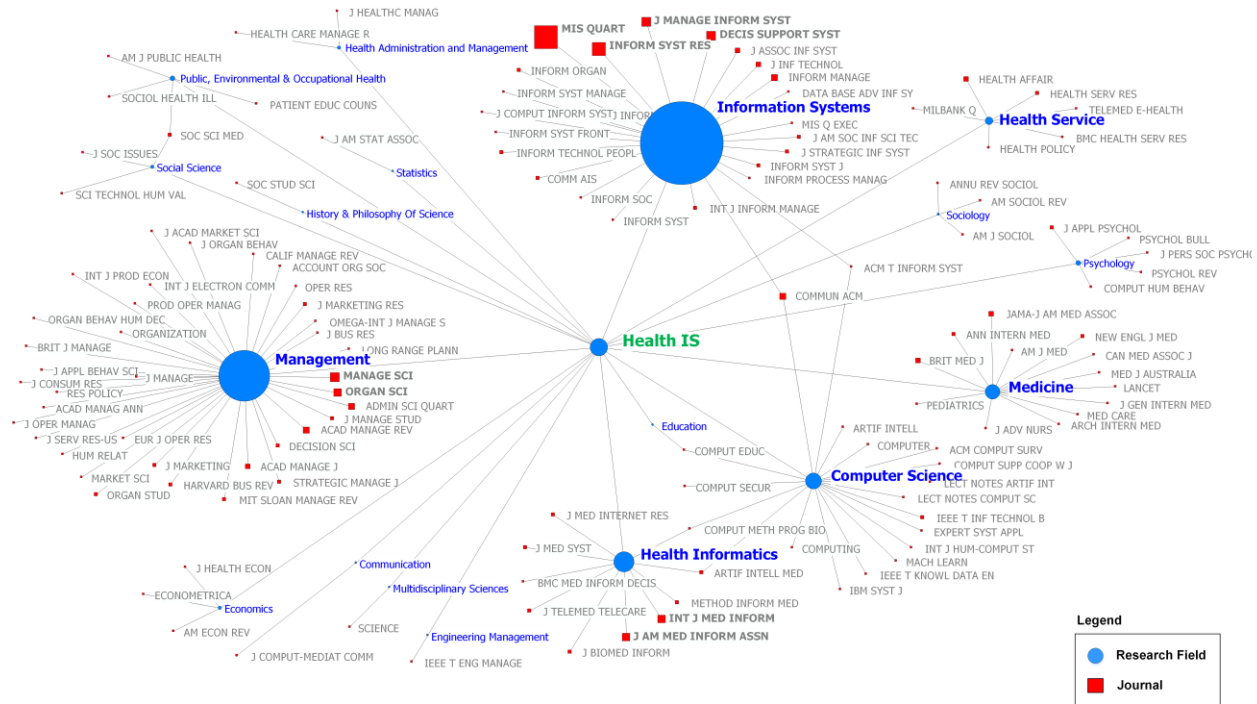 J HEALTHC MANAG
HEALTH CARE MANAGE R
Health Administration and Management
AM J PUBLIC HEALTH
Public, Environmental & Occupational Health
SOCIOL HEALTH ILL
PATIENT EDUC COUNS
SOC SCI MED
J SOC ISSUES
Social Science
SCI TECHNOL HUM VAL
J AM STAT ASSOC
Statistics
SOC STUD SCI
History & Philosophy Of Science
MIS QUART
J MANAGE INFORM SYST
INFORM SYST RES
DECIS SUPPORT SYST
J ASSOC INF SYST
J INF TECHNOL
INFORM ORGAN
INFORM MANAGE
INFORM SYST MANAGE
DATA BASE ADV INF SY
J COMPUT INFORM SYST
J INFORM
Information Systems
INFORM SYST FRONT
MIS Q EXEC
J AM SOC INF SCI TEC
INFORM TECHNOL PEOPL
J STRATEGIC INF SYST
INFORM SYST J
COMM AIS
INFORM PROCESS MANAG
INFORM SOC
INT J INFORM MANAGE
INFORM SYST
HEALTH AFFAIR
HEALTH SERV RES
MILBANK Q
TELEMED E-HEALTH
Health Service
BMC HEALTH SERV RES
HEALTH POLICY
ANNU REV SOCIOL
AM SOCIOL REV
Sociology
AM J SOCIOL
J APPL PSYCHOL
PSYCHOL BULL
J PERS SOC PSYCHO
Psychology
PSYCHOL REV
COMPUT HUM BEHAV
ACM T INFORM SYST
COMMUN ACM
J ACAD MARKET SCI
J ORGAN BEHAV
CALIF MANAGE REV
INT J PROD ECON
ACCOUNT ORG SOC
INT J ELECTRON COMM
OPER RES
PROD OPER MANAG
J MARKETING RES
ORGAN BEHAV HUM DEC
OMEGA-INT J MANAGE S
ORGANIZATION
J BUS RES
BRIT J MANAGE
LONG RANGE PLANN
Management
J APPL BEHAV SCI
J MANAGE
MANAGE SCI
J CONSUM RES
RES POLICY
ORGAN SCI
ACAD MANAG ANN
ADMIN SCI QUART
J OPER MANAG
J MANAGE STUD
ACAD MANAGE REV
J SERV RES-US
EUR J OPER RES
DECISION SCI
HUM RELAT
J MARKETING
ACAD MANAGE J
MARKET SCI
HARVARD BUS REV
STRATEGIC MANAGE J
ORGAN STUD
MIT SLOAN MANAGE REV
Health IS
JAMA-J AM MED ASSOC
ANN INTERN MED
NEW ENGL J MED
BRIT MED J
AM J MED
CAN MED ASSOC J
MED J AUSTRALIA
Medicine
LANCET
PEDIATRICS
J GEN INTERN MED
MED CARE
J ADV NURS
ARCH INTERN MED
Education
COMPUT EDUC
ARTIF INTELL
COMPUTER
ACM COMPUT SURV
COMPUT SUPP COOP W J
COMPUT SECUR
Computer Science
LECT NOTES ARTIF INT
LECT NOTES COMPUT SC
IEEE T INF TECHNOL B
EXPERT SYST APPL
COMPUT METH PROG BIO
COMPUTING
INT J HUM-COMPUT ST
MACH LEARN
IEEE T KNOWL DATA EN
IBM SYST J
J MED INTERNET RES
J MED SYST
Health Informatics
ARTIF INTELL MED
BMC MED INFORM DECIS
METHOD INFORM MED
J TELEMED TELECARE
INT J MED INFORM
J AM MED INFORM ASSN
J BIOMED INFORM
Communication
J HEALTH ECON
Multidisciplinary Sciences
ECONOMETRICA
Economics
SCIENCE
AM ECON REV
Engineering Management
J COMPUT-MEDIAT COMM
IEEE T ENG MANAGE
Legend
Research Field
Journal